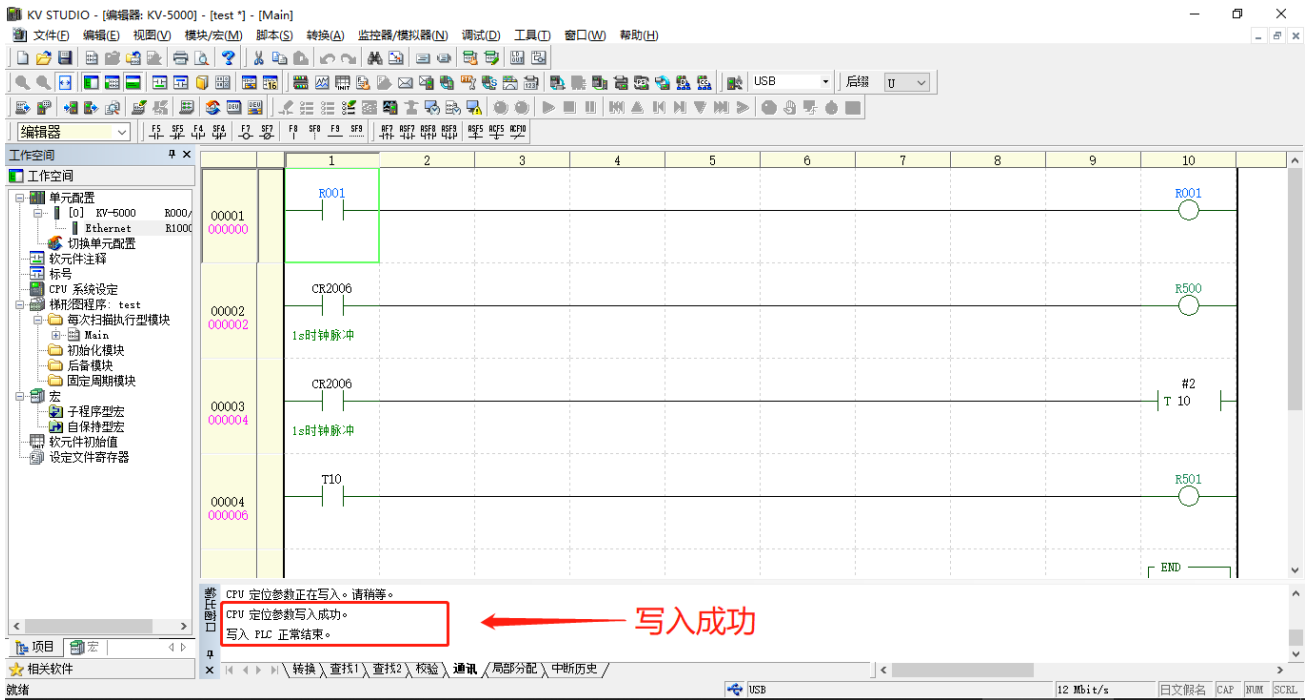 KV STUDIO - [编辑器: KV-5000] - [test *] - [Main]
文件(F) 编辑(E) 视图(V) 模块/宏(M) 脚本(S) 转换(A) 监控器/模拟器(N) 调试(D) 工具(T) 窗口(W) 帮助(H)
USB 后缀 U
编辑器 F5 SF5 F4 SF4 F7 SF7 F8 SF8 F9 SF9 AF7 ASF7 ASF8 ASF9 ASF5 ACF5 ACF10
工作空间
工作空间
单元配置
[0] KV-5000 R000/
Ethernet R1000
切换单元配置
软元件注释
标号
CPU 系统设定
梯形图程序: test
每次扫描执行型模块
Main
初始化模块
后备模块
固定周期模块
宏
子程序型宏
自保持型宏
软元件初始值
设定文件寄存器
项目 宏
相关软件
1 2 3 4 5 6 7 8 9 10
R001 R001
00001
000000
CR2006 R500
00002
000002
1s时钟脉冲
CR2006 #2
00003 T 10
000004
1s时钟脉冲
T10 R501
00004
000006
END
CPU 定位参数正在写入。请稍等。
CPU 定位参数写入成功。
写入 PLC 正常结束。
写入成功
转换 查找1 查找2 校验 通讯 局部分配 中断历史
就绪 USB 12 Mbit/s 日文假名 CAP NUM SCRL